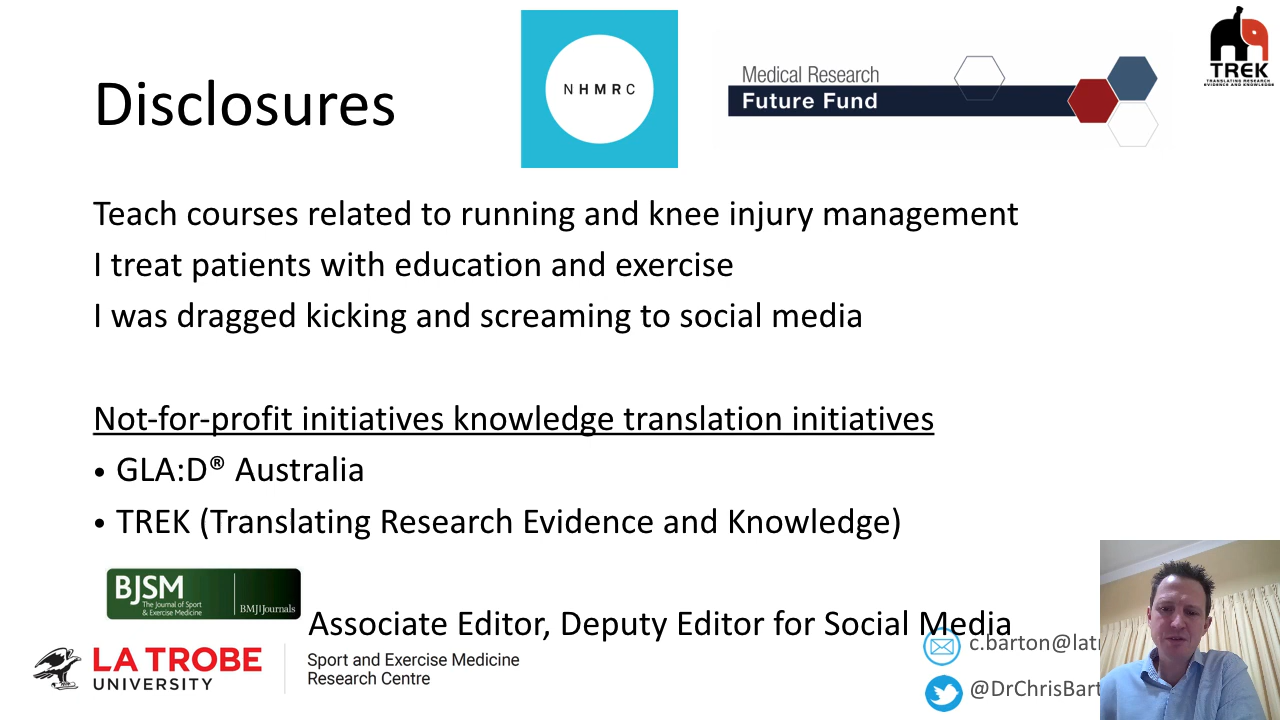 Disclosures
NHMRC
Medical Research
Future Fund
TREK
TRANSLATING RESEARCH
EVIDENCE AND KNOWLEDGE
Teach courses related to running and knee injury management
I treat patients with education and exercise
I was dragged kicking and screaming to social media
Not-for-profit initiatives knowledge translation initiatives
• GLA:D® Australia
• TREK (Translating Research Evidence and Knowledge)
BJSM
The Journal of Sport
& Exercise Medicine
BMJ|Journals
Associate Editor, Deputy Editor for Social Media
LA TROBE
UNIVERSITY
Sport and Exercise Medicine
Research Centre
c.barton@latr
@DrChrisBart